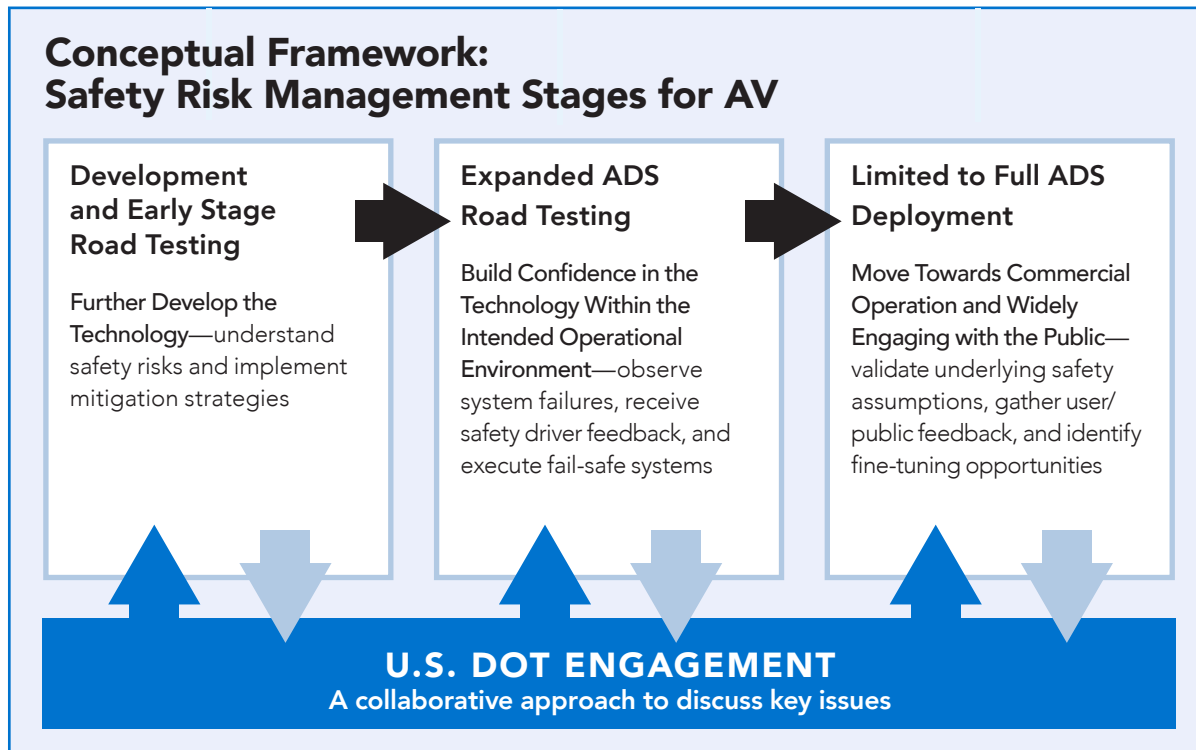 Conceptual Framework:
Safety Risk Management Stages for AV
Development
and Early Stage
Road Testing
Further Develop the
Technology—understand
safety risks and implement
mitigation strategies
Expanded ADS
Road Testing
Build Confidence in the
Technology Within the
Intended Operational
Environment—observe
system failures, receive
safety driver feedback, and
execute fail-safe systems
Limited to Full ADS
Deployment
Move Towards Commercial
Operation and Widely
Engaging with the Public—
validate underlying safety
assumptions, gather user/
public feedback, and identify
fine-tuning opportunities
U.S. DOT ENGAGEMENT
A collaborative approach to discuss key issues